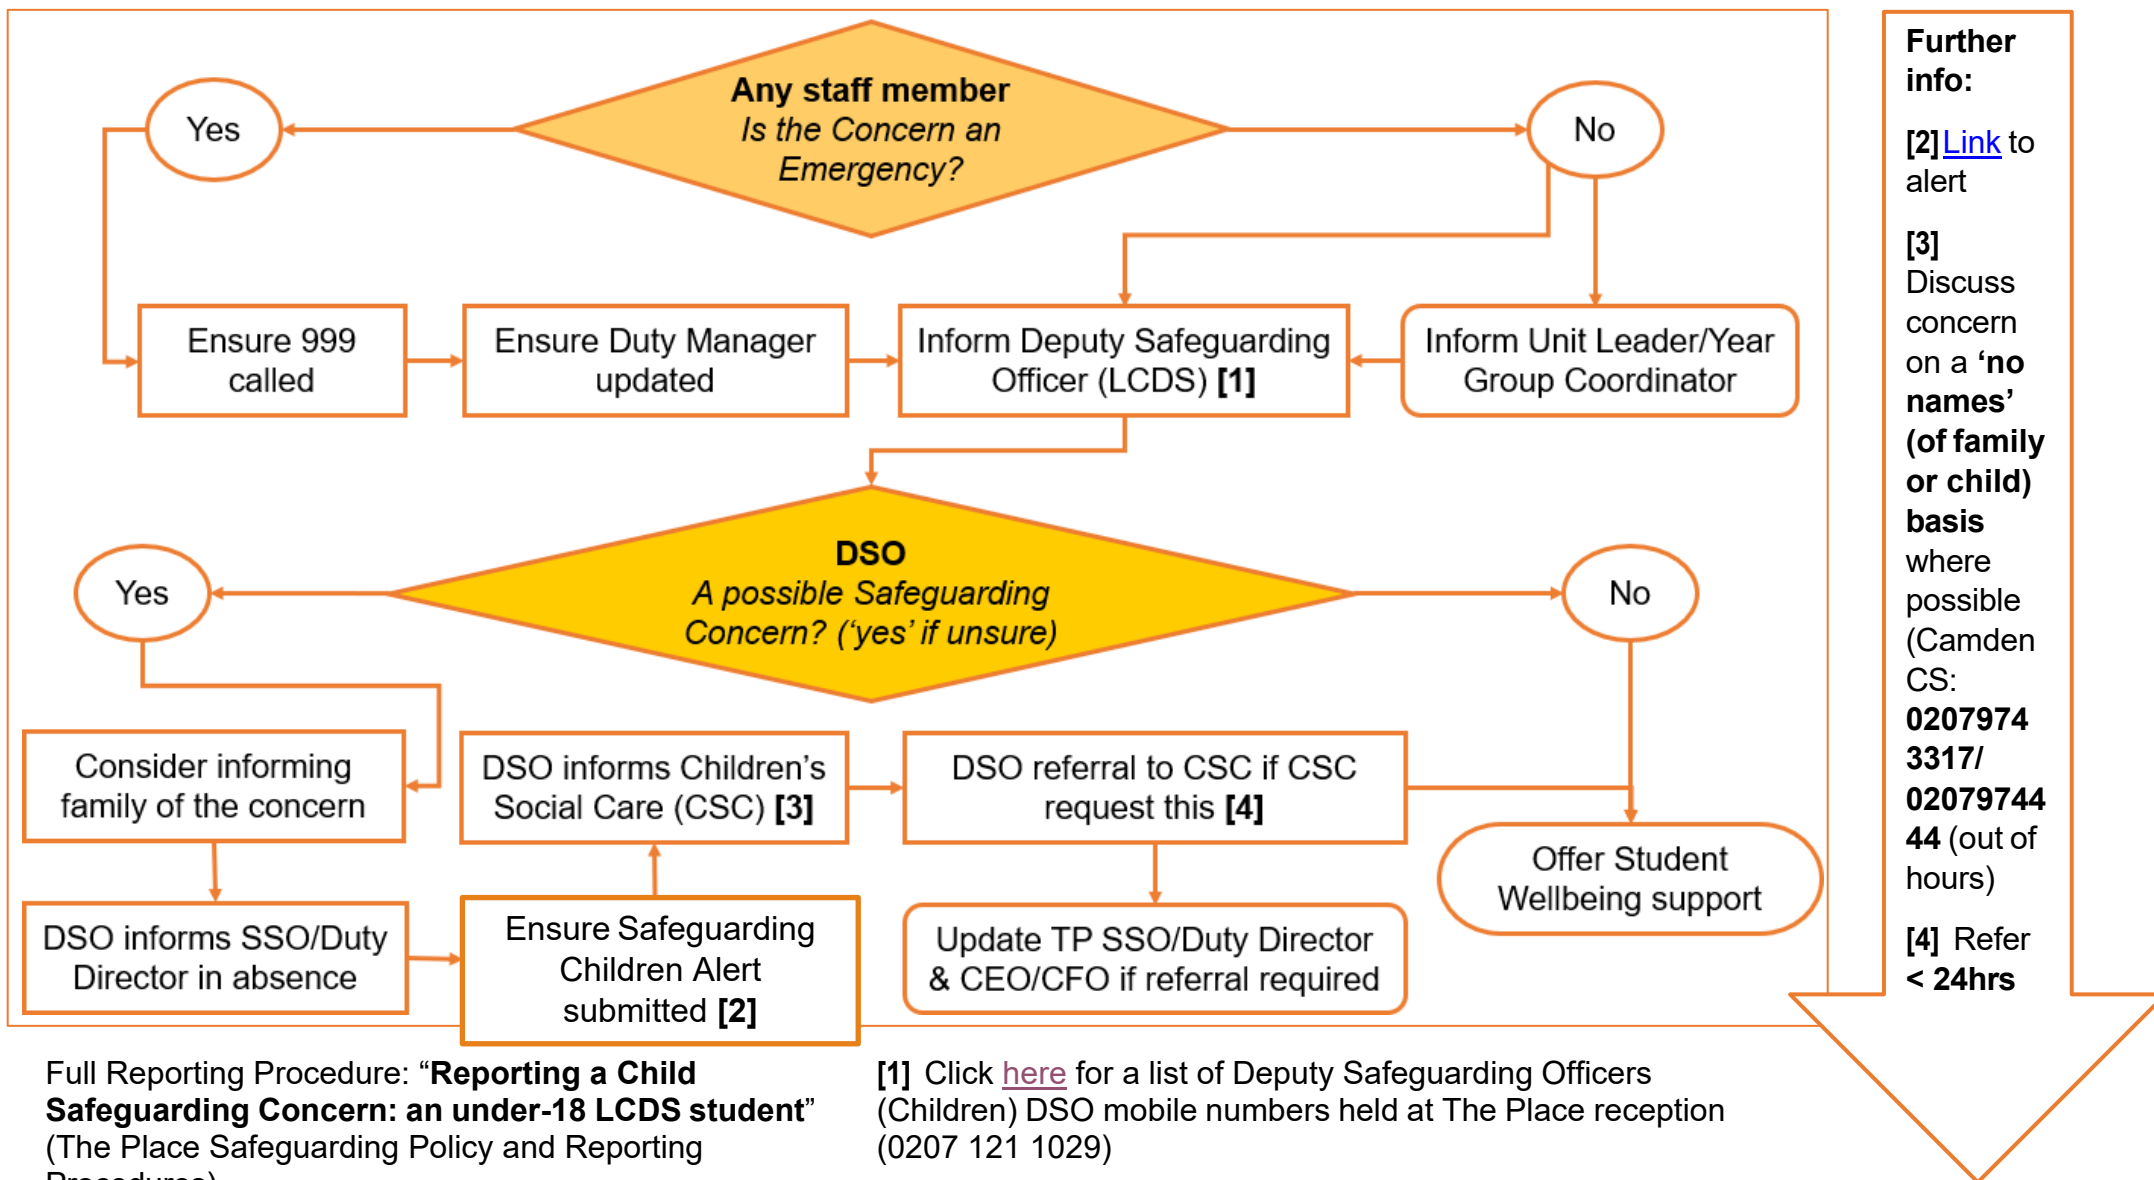 Any staff member
Is the Concern an
Emergency?
Yes
No
Ensure 999
called
Ensure Duty Manager
updated
Inform Deputy Safeguarding
Officer (LCDS) [1]
Inform Unit Leader/Year
Group Coordinator
DSO
A possible Safeguarding
Concern? (‘yes’ if unsure)
Yes
No
Consider informing
family of the concern
DSO informs Children’s
Social Care (CSC) [3]
DSO referral to CSC if CSC
request this [4]
Offer Student
Wellbeing support
DSO informs SSO/Duty
Director in absence
Ensure Safeguarding
Children Alert
submitted [2]
Update TP SSO/Duty Director
& CEO/CFO if referral required
Full Reporting Procedure: “Reporting a Child
Safeguarding Concern: an under-18 LCDS student”
(The Place Safeguarding Policy and Reporting
Procedures)
[1] Click here for a list of Deputy Safeguarding Officers
(Children) DSO mobile numbers held at The Place reception
(0207 121 1029)
Further
info:
[2] Link to
alert
[3]
Discuss
concern
on a ‘no
names’
(of family
or child)
basis
where
possible
(Camden
CS:
0207974
3317/
02079744
44 (out of
hours)
[4] Refer
< 24hrs